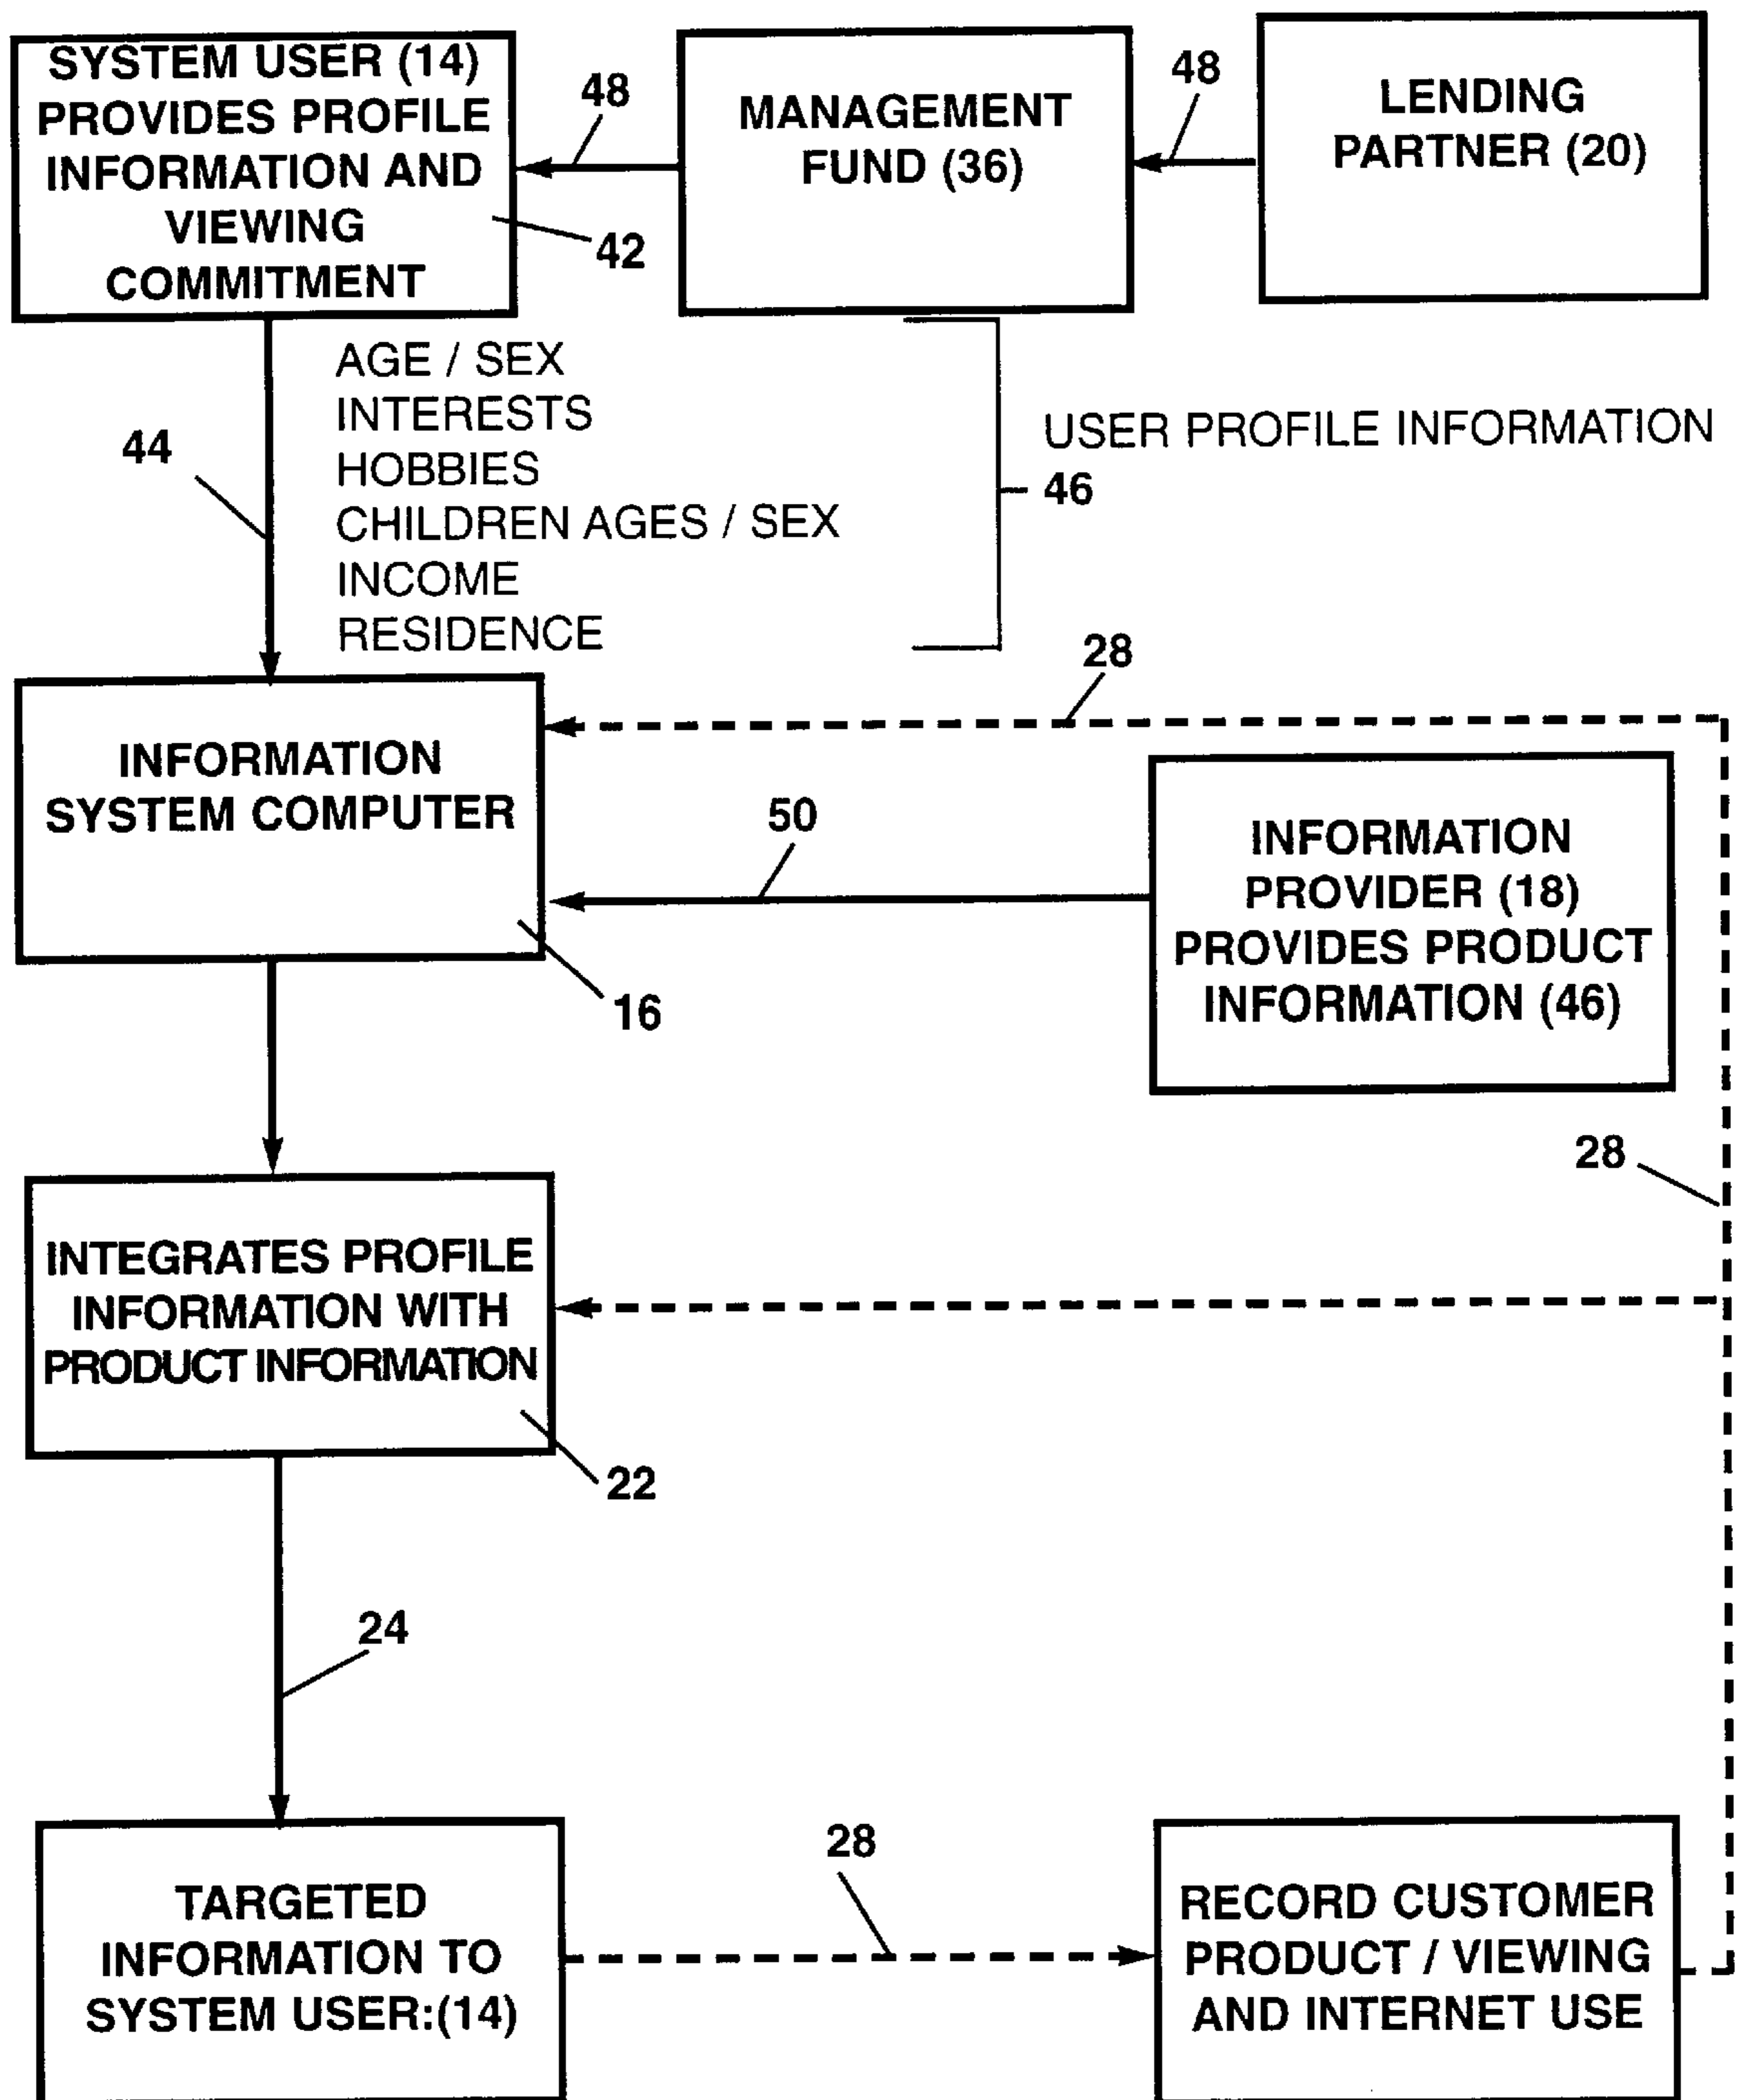 SYSTEM USER (14)
PROVIDES PROFILE
INFORMATION AND
VIEWING
COMMITMENT
42
48
MANAGEMENT
FUND (36)
48
LENDING
PARTNER (20)
44
AGE / SEX
INTERESTS
HOBBIES
CHILDREN AGES / SEX
INCOME
RESIDENCE
USER PROFILE INFORMATION
46
28
INFORMATION
SYSTEM COMPUTER
16
50
INFORMATION
PROVIDER (18)
PROVIDES PRODUCT
INFORMATION (46)
28
INTEGRATES PROFILE
INFORMATION WITH
PRODUCT INFORMATION
22
24
TARGETED
INFORMATION TO
SYSTEM USER:(14)
28
RECORD CUSTOMER
PRODUCT / VIEWING
AND INTERNET USE